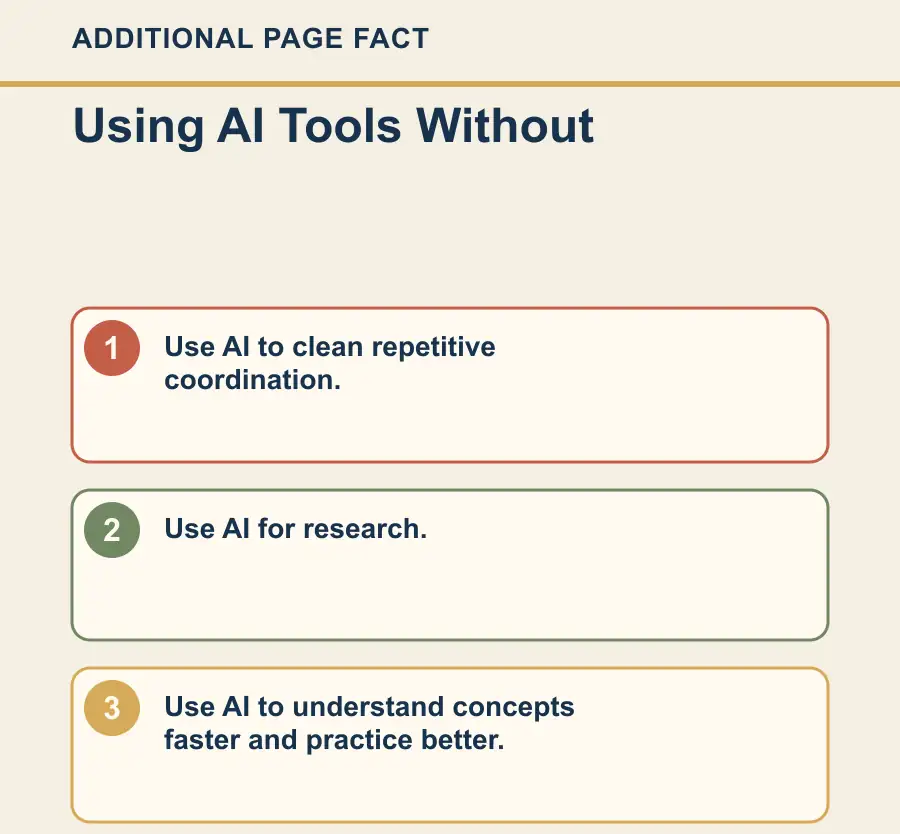 ADDITIONAL PAGE FACT
Using AI Tools Without
1
Use AI to clean repetitive
coordination.
2
Use AI for research.
3
Use AI to understand concepts
faster and practice better.